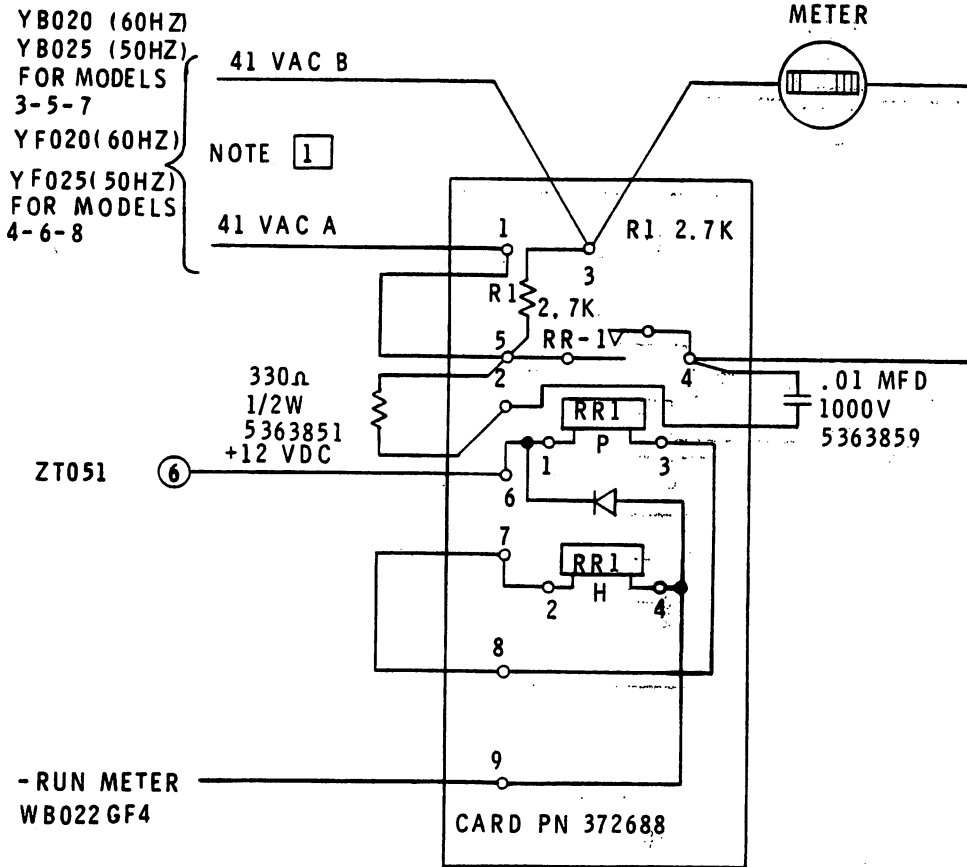 YB020 (60HZ)
YB025 (50HZ)
FOR MODELS
3-5-7
YF020(60HZ)
YF025(50HZ)
FOR MODELS
4-6-8
41 VAC B
NOTE 1
41 VAC A
METER
1
3
R1 2.7K
R1
2.7K
5
2
RR-1
4
330Ω
1/2W
5363851
+12 VDC
.01 MFD
1000V
5363859
RR1
P
1
3
ZT051
6
6
7
RR1
H
2
4
8
9
-RUN METER
WB022GF4
CARD PN 372688